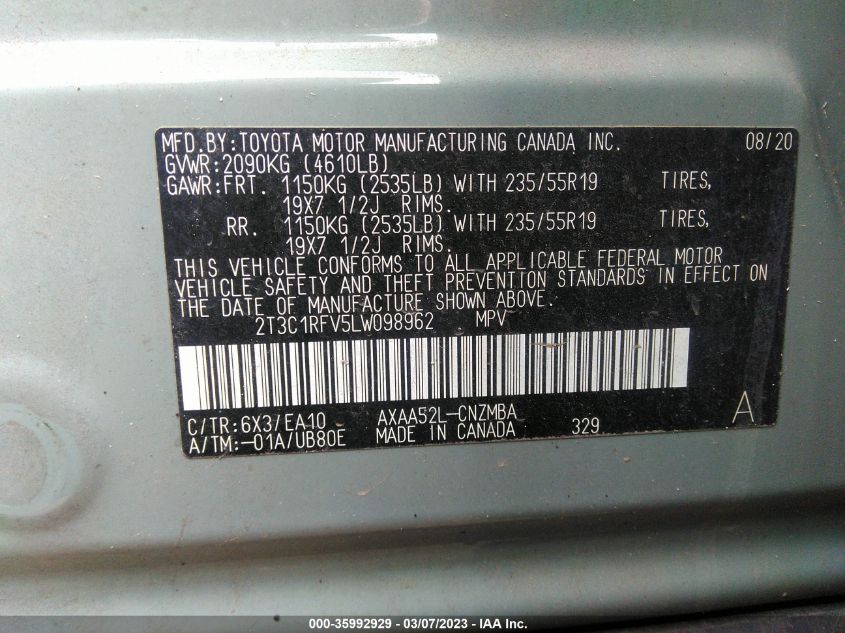 MFD.BY:TOYOTA MOTOR MANUFACTURING CANADA INC. 08/20
GVWR:2090KG (4610LB)
GAWR:FRT. 1150KG (2535LB) WITH 235/55R19 TIRES,
19X7 1/2J RIMS.
RR. 1150KG (2535LB) WITH 235/55R19 TIRES,
19X7 1/2J RIMS.
THIS VEHICLE CONFORMS TO ALL APPLICABLE FEDERAL MOTOR
VEHICLE SAFETY AND THEFT PREVENTION STANDARDS IN EFFECT ON
THE DATE OF MANUFACTURE SHOWN ABOVE.
2T3C1RFV5LW098962 MPV
C/TR:6X3/EA10 AXAA52L-CNZMBA A
A/TM:-01A/UB80E MADE IN CANADA 329
000-35992929 - 03/07/2023 - IAA Inc.